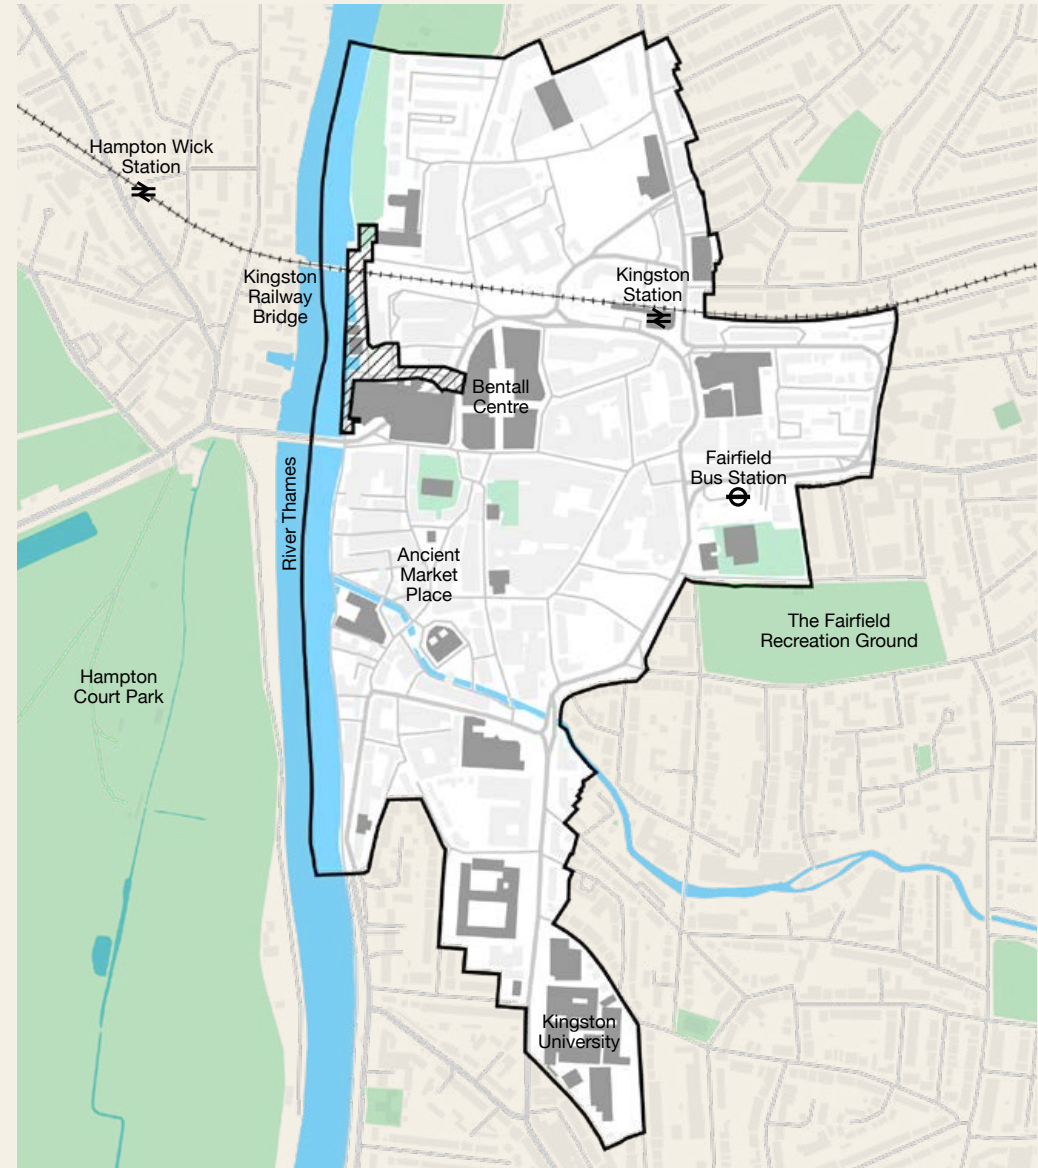 Hampton Wick
Station
Kingston
Railway
Bridge
Kingston
Station
Bentall
Centre
Fairfield
Bus Station
River Thames
Ancient
Market
Place
The Fairfield
Recreation Ground
Hampton
Court Park
Kingston
University